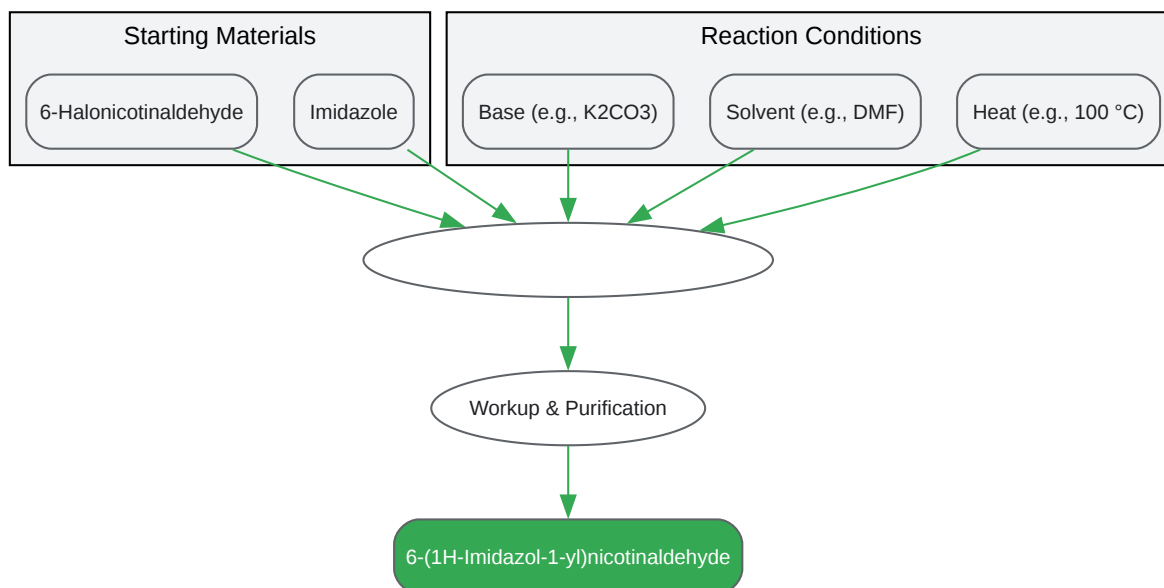 Starting Materials
Reaction Conditions
6-Halonicotinaldehyde
Imidazole
Base (e.g., K2CO3)
Solvent (e.g., DMF)
Heat (e.g., 100 °C)
Workup & Purification
6-(1H-Imidazol-1-yl)nicotinaldehyde